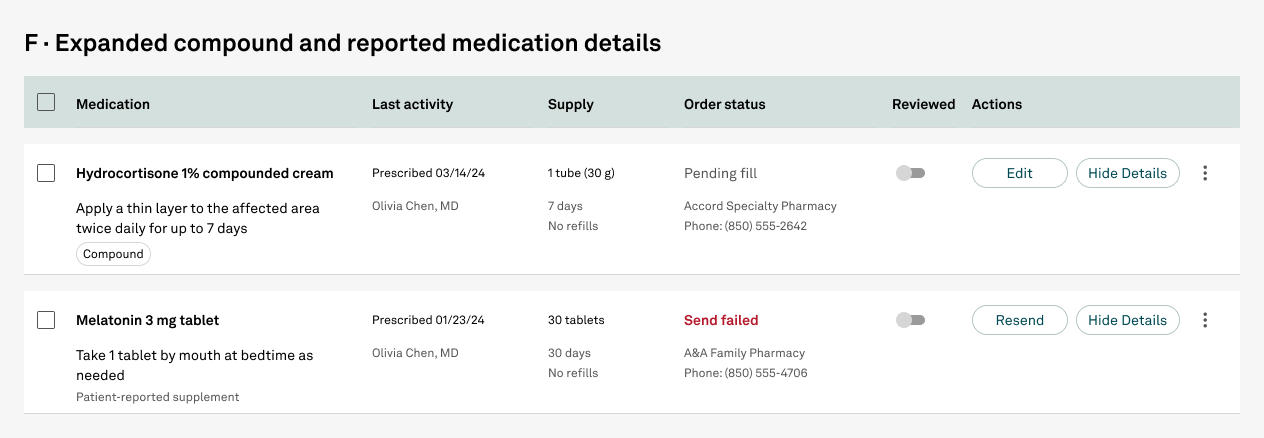 F · Expanded compound and reported medication details
Medication Last activity Supply Order status Reviewed Actions
Hydrocortisone 1% compounded cream Prescribed 03/14/24 1 tube (30 g) Pending fill Edit Hide Details
Apply a thin layer to the affected area Olivia Chen, MD 7 days Accord Specialty Pharmacy
twice daily for up to 7 days No refills Phone: (850) 555-2642
Compound
Melatonin 3 mg tablet Prescribed 01/23/24 30 tablets Send failed Resend Hide Details
Take 1 tablet by mouth at bedtime as Olivia Chen, MD 30 days A&A Family Pharmacy
needed No refills Phone: (850) 555-4706
Patient-reported supplement